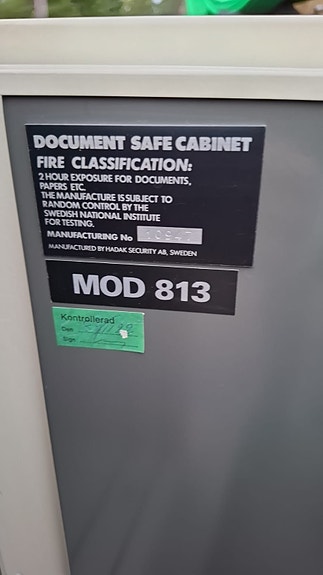 DOCUMENT SAFE CABINET
FIRE CLASSIFICATION:
2 HOUR EXPOSURE FOR DOCUMENTS,
PAPERS ETC.
THE MANUFACTURE IS SUBJECT TO
RANDOM CONTROL BY THE
SWEDISH NATIONAL INSTITUTE
FOR TESTING.
MANUFACTURING No
MANUFACTURED BY HADAK SECURITY AB, SWEDEN
MOD 813
Kontrollerad
Den
Sign